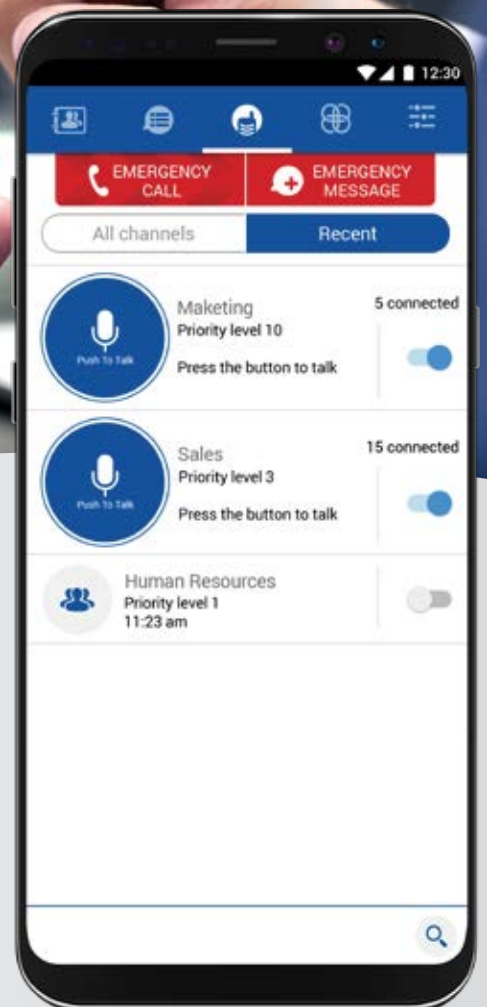 12:30
EMERGENCY
CALL
EMERGENCY
MESSAGE
All channels
Recent
Maketing
5 connected
Priority level 10
Push To Talk
Press the button to talk
Sales
15 connected
Priority level 3
Push To Talk
Press the button to talk
Human Resources
Priority level 1
11:23 am